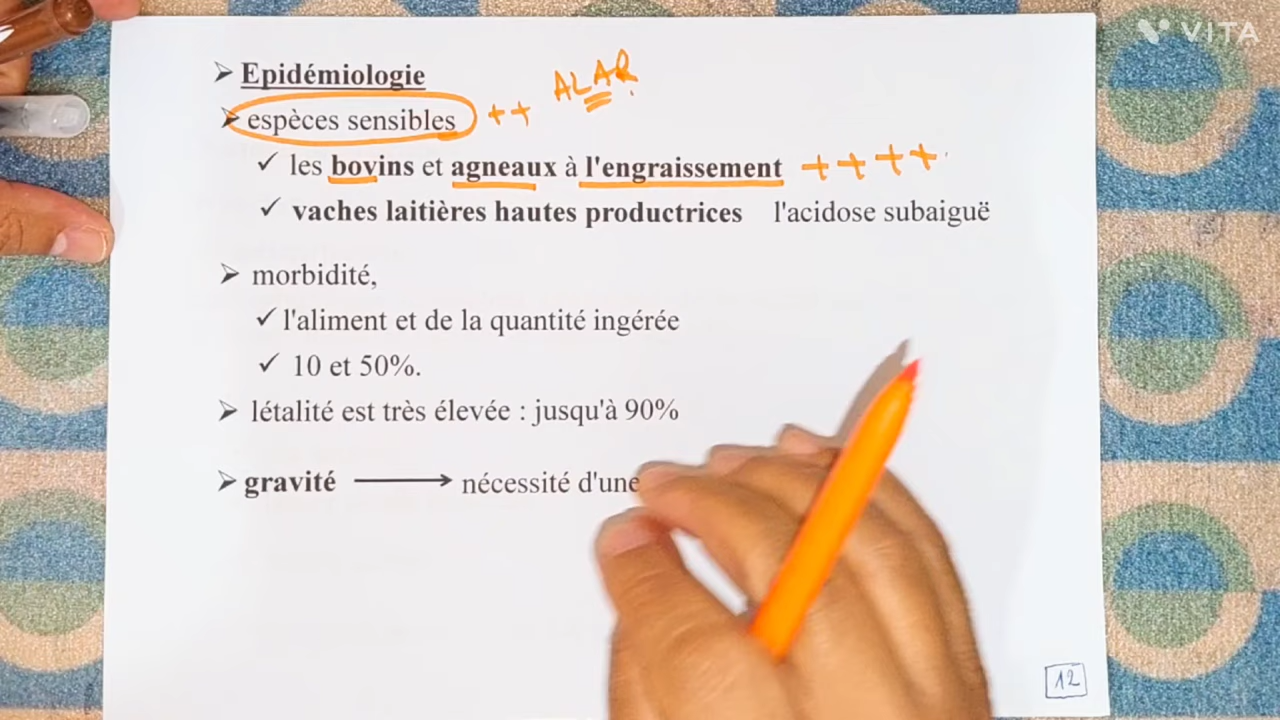 VITA
Epidémiologie
ALAR
espèces sensibles ++
les bovins et agneaux à l'engraissement ++++
vaches laitières hautes productrices l'acidose subaiguë
morbidité,
l'aliment et de la quantité ingérée
10 et 50%.
létalité est très élevée : jusqu'à 90%
gravité → nécessité d'une
12